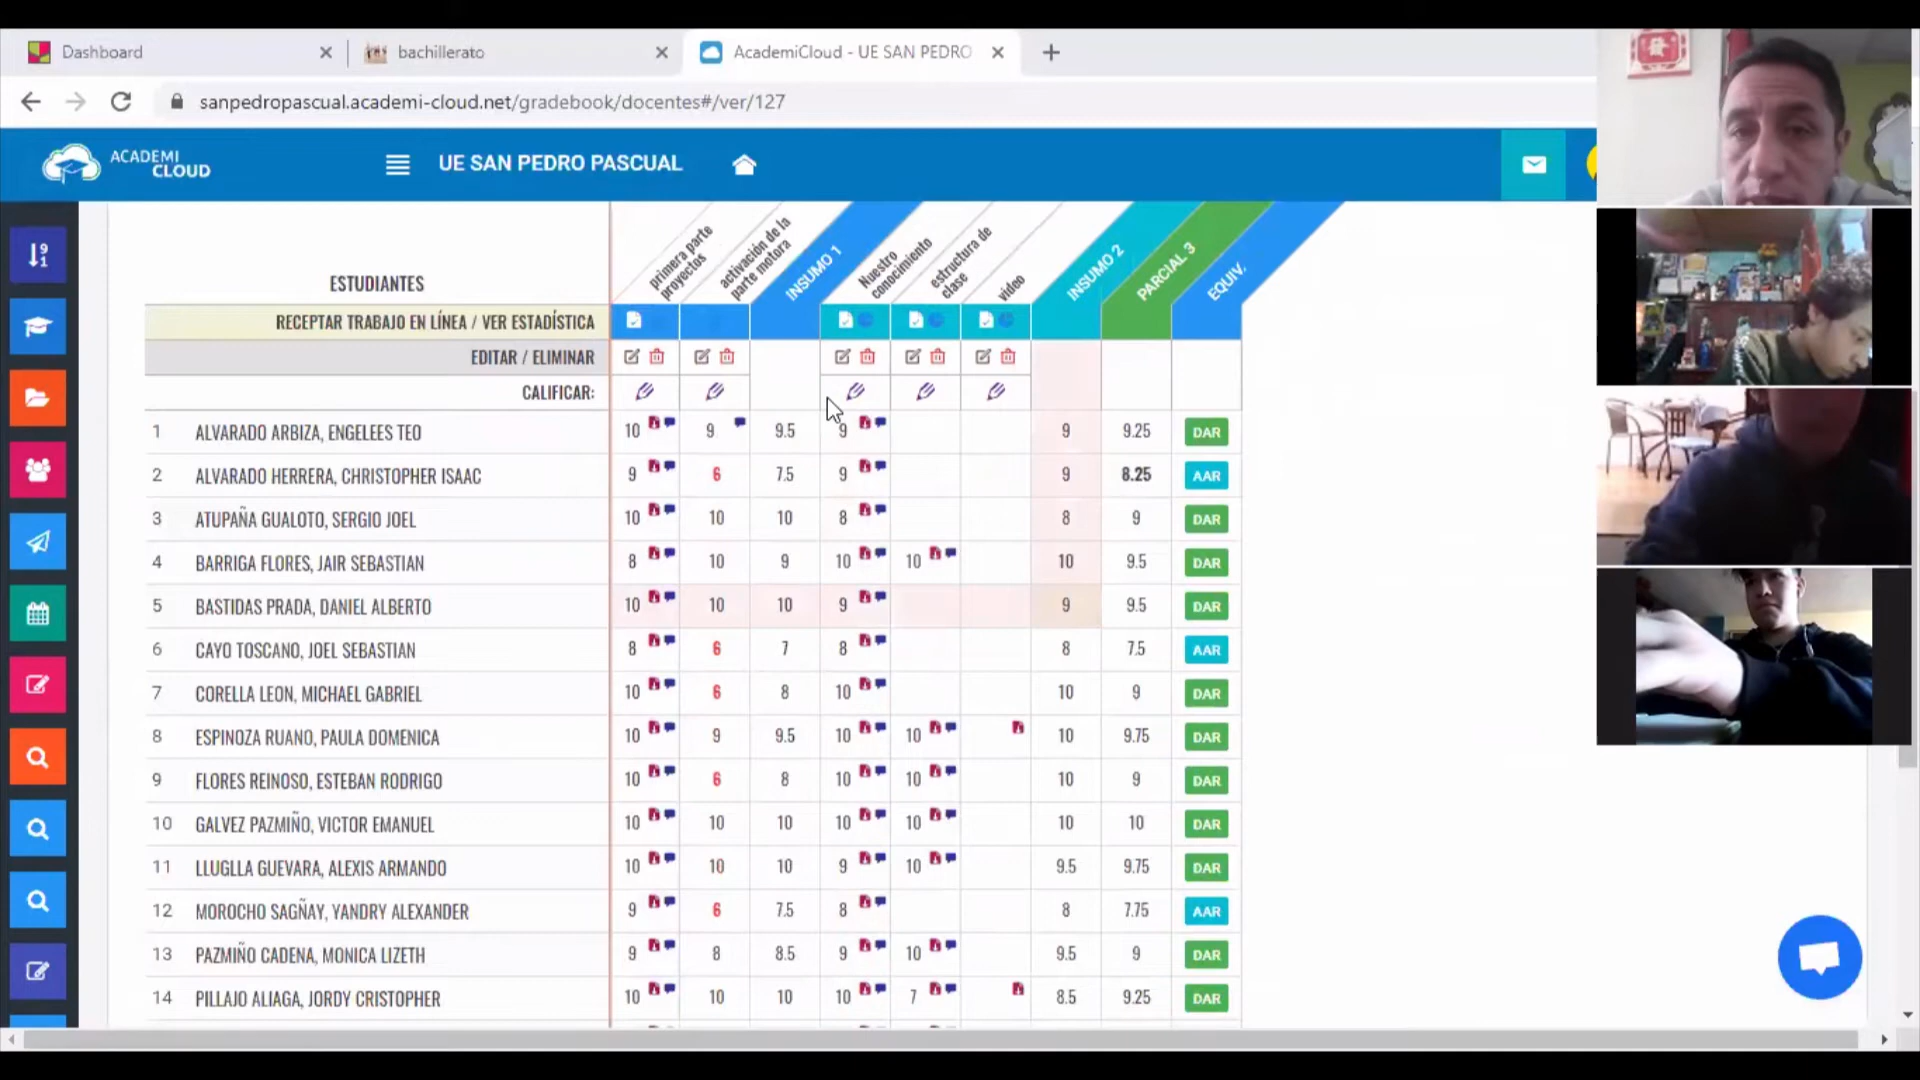 Dashboard
bachillerato
AcademiCloud - UE SAN PEDRO
sanpedropascual.academi-cloud.net/gradebook/docentes#/ver/127
ACADEMI
CLOUD
UE SAN PEDRO PASCUAL
ESTUDIANTES
primera parte
proyectos
activación de la
parte motora
INSUMO 1
Nuestro
conocimiento
estructura de
clase
video
INSUMO 2
PARCIAL 3
EQUIV.
RECEPTAR TRABAJO EN LÍNEA / VER ESTADÍSTICA
EDITAR / ELIMINAR
CALIFICAR:
1 ALVARADO ARBIZA, ENGELEES TEO 10 9 9.5 9 9 9.25 DAR
2 ALVARADO HERRERA, CHRISTOPHER ISAAC 9 6 7.5 9 9 8.25 AAR
3 ATUPAÑA GUALOTO, SERGIO JOEL 10 10 10 8 8 9 DAR
4 BARRIGA FLORES, JAIR SEBASTIAN 8 10 9 10 10 10 9.5 DAR
5 BASTIDAS PRADA, DANIEL ALBERTO 10 10 10 9 9 9.5 DAR
6 CAYO TOSCANO, JOEL SEBASTIAN 8 6 7 8 8 7.5 AAR
7 CORELLA LEON, MICHAEL GABRIEL 10 6 8 10 10 9 DAR
8 ESPINOZA RUANO, PAULA DOMENICA 10 9 9.5 10 10 10 9.75 DAR
9 FLORES REINOSO, ESTEBAN RODRIGO 10 6 8 10 10 10 9 DAR
10 GALVEZ PAZMIÑO, VICTOR EMANUEL 10 10 10 10 10 10 10 DAR
11 LLUGLLA GUEVARA, ALEXIS ARMANDO 10 10 10 9 10 9.5 9.75 DAR
12 MOROCHO SAGÑAY, YANDRY ALEXANDER 9 6 7.5 8 8 7.75 AAR
13 PAZMIÑO CADENA, MONICA LIZETH 9 8 8.5 9 10 9.5 9 DAR
14 PILLAJO ALIAGA, JORDY CRISTOPHER 10 10 10 10 7 8.5 9.25 DAR